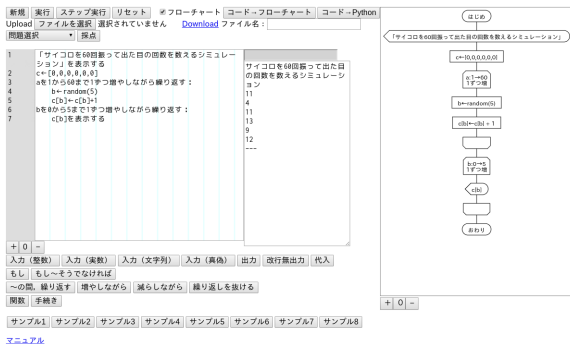 新規 実行 ステップ実行 リセット フローチャート コード→フローチャート コード→Python
Upload ファイルを選択 選択されていません Download ファイル名：
問題選択 採点
1 「サイコロを60回振って出た目の回数を数えるシミュレー
ション」を表示する
2 c←[0,0,0,0,0,0]
3 aを1から60まで1ずつ増やしながら繰り返す：
4 b←random(5)
5 c[b]←c[b]+1
6 bを0から5まで1ずつ増やしながら繰り返す：
7 c[b]を表示する
サイコロを60回振って出た目
の回数を数えるシミュレーシ
ョン
11
4
11
13
9
12
---
+ 0 -
入力（整数） 入力（実数） 入力（文字列） 入力（真偽） 出力 改行無出力 代入
もし もし〜そうでなければ
〜の間，繰り返す 増やしながら 減らしながら 繰り返しを抜ける
関数 手続き
サンプル1 サンプル2 サンプル3 サンプル4 サンプル5 サンプル6 サンプル7 サンプル8
マニュアル
はじめ
「サイコロを60回振って出た目の回数を数えるシミュレーション」
c←[0,0,0,0,0,0]
a:1→60
1ずつ増
b←random(5)
c[b]←c[b] + 1
b:0→5
1ずつ増
c[b]
おわり
+ 0 -